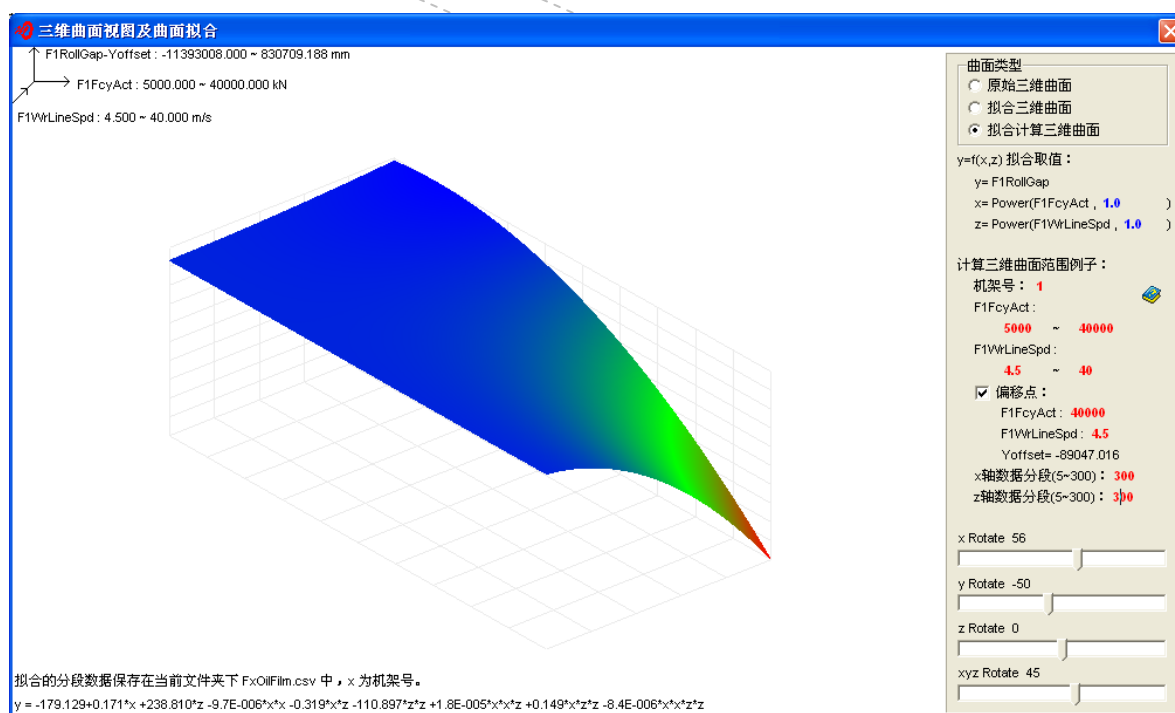 三维曲面视图及曲面拟合
F1RollGap-Yoffset : -11393008.000 ~ 830709.188 mm
F1FcyAct : 5000.000 ~ 40000.000 kN
F1WrLineSpd : 4.500 ~ 40.000 m/s
曲面类型
原始三维曲面
拟合三维曲面
拟合计算三维曲面
y=f(x,z) 拟合取值：
y= F1RollGap
x= Power(F1FcyAct , 1.0 )
z= Power(F1WrLineSpd , 1.0 )
计算三维曲面范围例子：
机架号： 1
F1FcyAct :
5000 ~ 40000
F1WrLineSpd :
4.5 ~ 40
偏移点：
F1FcyAct : 40000
F1WrLineSpd : 4.5
Yoffset= -89047.016
x轴数据分段(5~300)： 300
z轴数据分段(5~300)： 300
x Rotate 56
y Rotate -50
z Rotate 0
xyz Rotate 45
拟合的分段数据保存在当前文件夹下 FxOilFilm.csv 中，x 为机架号。
y = -179.129+0.171*x +238.810*z -9.7E-006*x*x -0.319*x*z -110.897*z*z +1.8E-005*x*x*z +0.149*x*z*z -8.4E-006*x*x*z*z